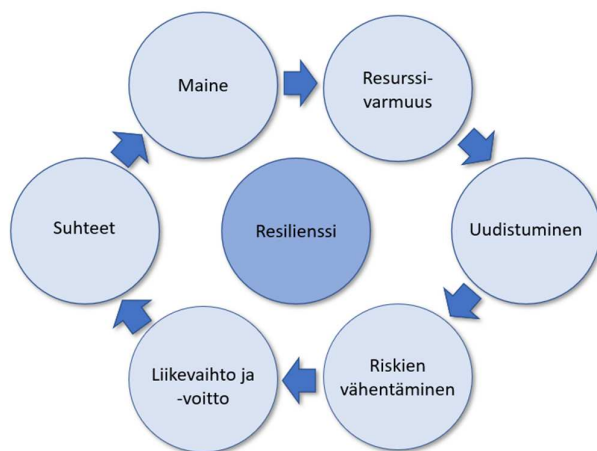 Maine
Resurssi-
varmuus
Suhteet
Resilienssi
Uudistuminen
Liikevaihto ja
-voitto
Riskien
vähentäminen